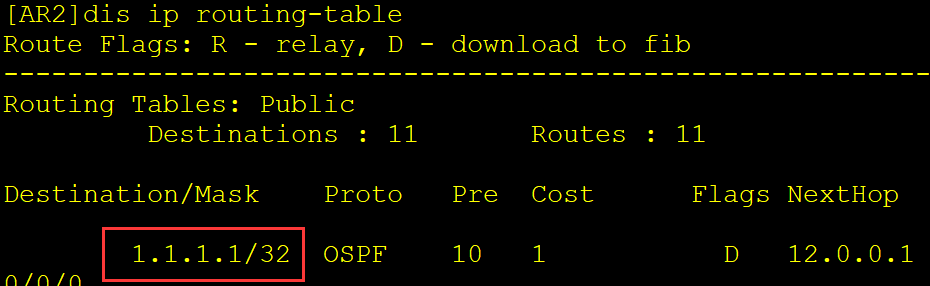 [AR2]dis ip routing-table
Route Flags: R - relay, D - download to fib
------------------------------------------------------------
Routing Tables: Public
         Destinations : 11       Routes : 11

Destination/Mask    Proto   Pre  Cost      Flags NextHop

        1.1.1.1/32  OSPF    10   1           D   12.0.0.1
0/0/0